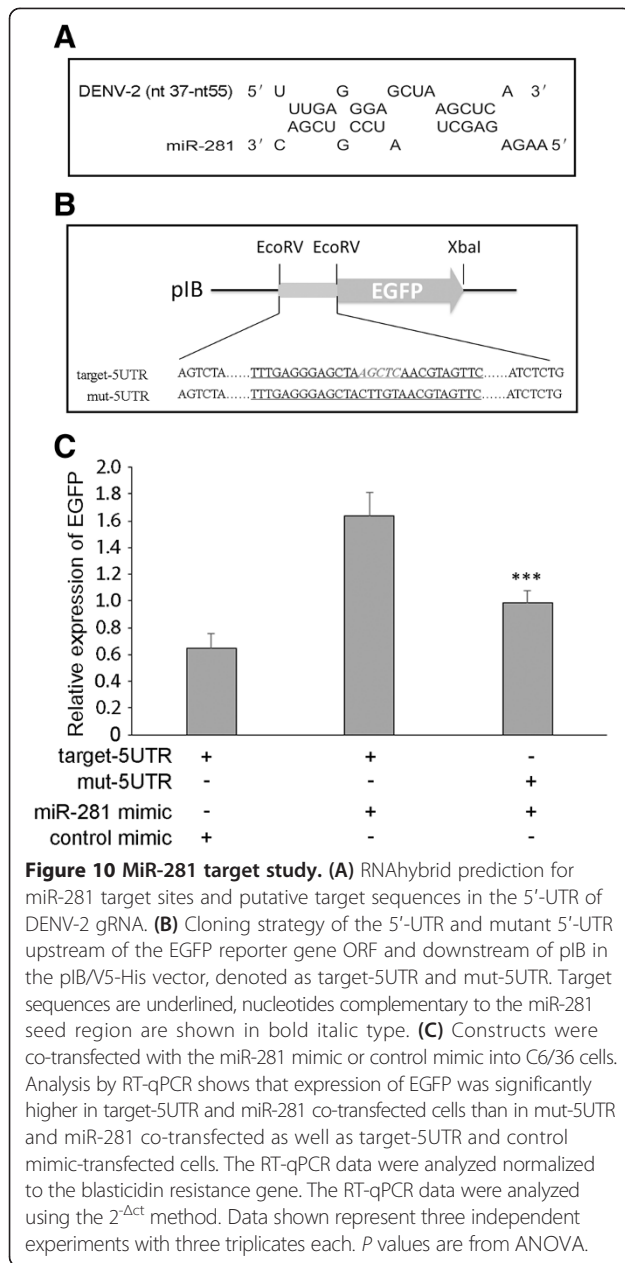 A
DENV-2 (nt 37-nt55) 5′ U G GCUA A 3′
UUGA GGA AGCUC
AGCU CCU UCGAG
miR-281 3′ C G A AGAA 5′
B
EcoRV EcoRV XbaI
pIB EGFP
target-5UTR AGTCTA......TTTGAGGGAGCTAAGCTCAACGTAGTTC......ATCTCTG
mut-5UTR AGTCTA......TTTGAGGGAGCTACTTGTAACGTAGTTC......ATCTCTG
C
Relative expression of EGFP
2.0
1.8
1.6
1.4
1.2
1.0
0.8
0.6
0.4
0.2
0
***
target-5UTR + + -
mut-5UTR - - +
miR-281 mimic - + +
control mimic + - -
Figure 10 MiR-281 target study. (A) RNAhybrid prediction for
miR-281 target sites and putative target sequences in the 5′-UTR of
DENV-2 gRNA. (B) Cloning strategy of the 5′-UTR and mutant 5′-UTR
upstream of the EGFP reporter gene ORF and downstream of pIB in
the pIB/V5-His vector, denoted as target-5UTR and mut-5UTR. Target
sequences are underlined, nucleotides complementary to the miR-281
seed region are shown in bold italic type. (C) Constructs were
co-transfected with the miR-281 mimic or control mimic into C6/36 cells.
Analysis by RT-qPCR shows that expression of EGFP was significantly
higher in target-5UTR and miR-281 co-transfected cells than in mut-5UTR
and miR-281 co-transfected as well as target-5UTR and control
mimic-transfected cells. The RT-qPCR data were analyzed normalized
to the blasticidin resistance gene. The RT-qPCR data were analyzed
using the 2-Δct method. Data shown represent three independent
experiments with three triplicates each. P values are from ANOVA.